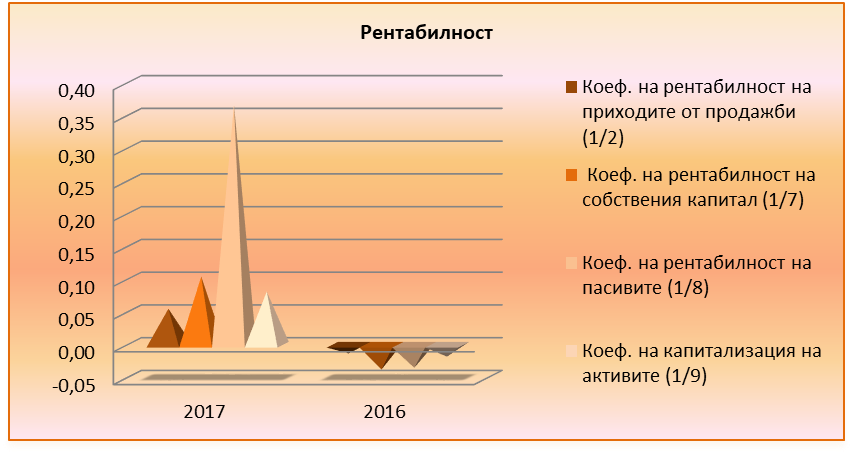 Рентабилност
0,40
0,35
0,30
0,25
0,20
0,15
0,10
0,05
0,00
-0,05
2017
2016
Коеф. на рентабилност на
приходите от продажби
(1/2)
Коеф. на рентабилност на
собствения капитал (1/7)
Коеф. на рентабилност на
пасивите (1/8)
Коеф. на капитализация на
активите (1/9)